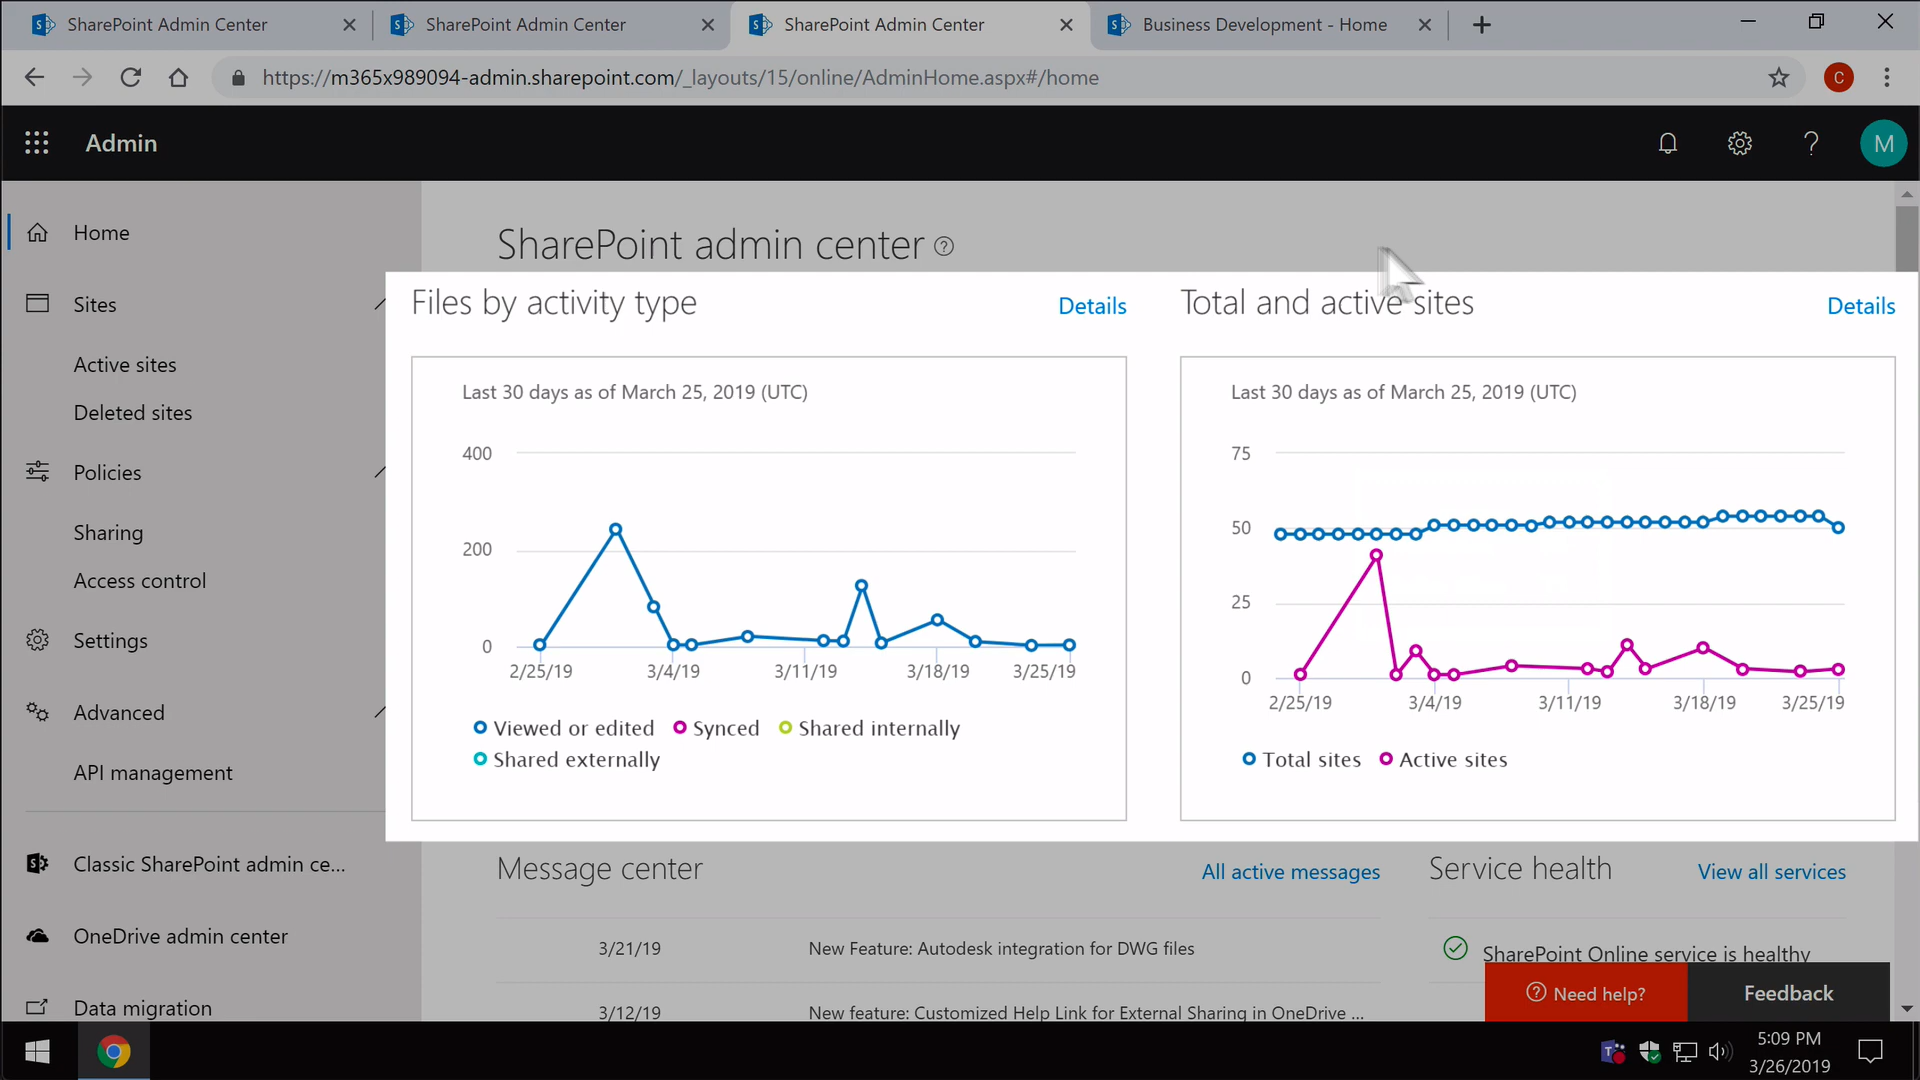 SharePoint Admin Center
SharePoint Admin Center
SharePoint Admin Center
Business Development - Home
https://m365x989094-admin.sharepoint.com/_layouts/15/online/AdminHome.aspx#/home
C
Admin
?
M
Home
Sites
Active sites
Deleted sites
Policies
Sharing
Access control
Settings
Advanced
API management
Classic SharePoint admin ce...
OneDrive admin center
Data migration
SharePoint admin center
Files by activity type
Details
Last 30 days as of March 25, 2019 (UTC)
400
200
0
2/25/19 3/4/19 3/11/19 3/18/19 3/25/19
Viewed or edited Synced Shared internally
Shared externally
Total and active sites
Details
Last 30 days as of March 25, 2019 (UTC)
75
50
25
0
2/25/19 3/4/19 3/11/19 3/18/19 3/25/19
Total sites Active sites
Message center
All active messages
3/21/19 New Feature: Autodesk integration for DWG files
3/12/19 New feature: Customized Help Link for External Sharing in OneDrive ...
Service health
View all services
SharePoint Online service is healthy
Need help?
Feedback
5:09 PM
3/26/2019